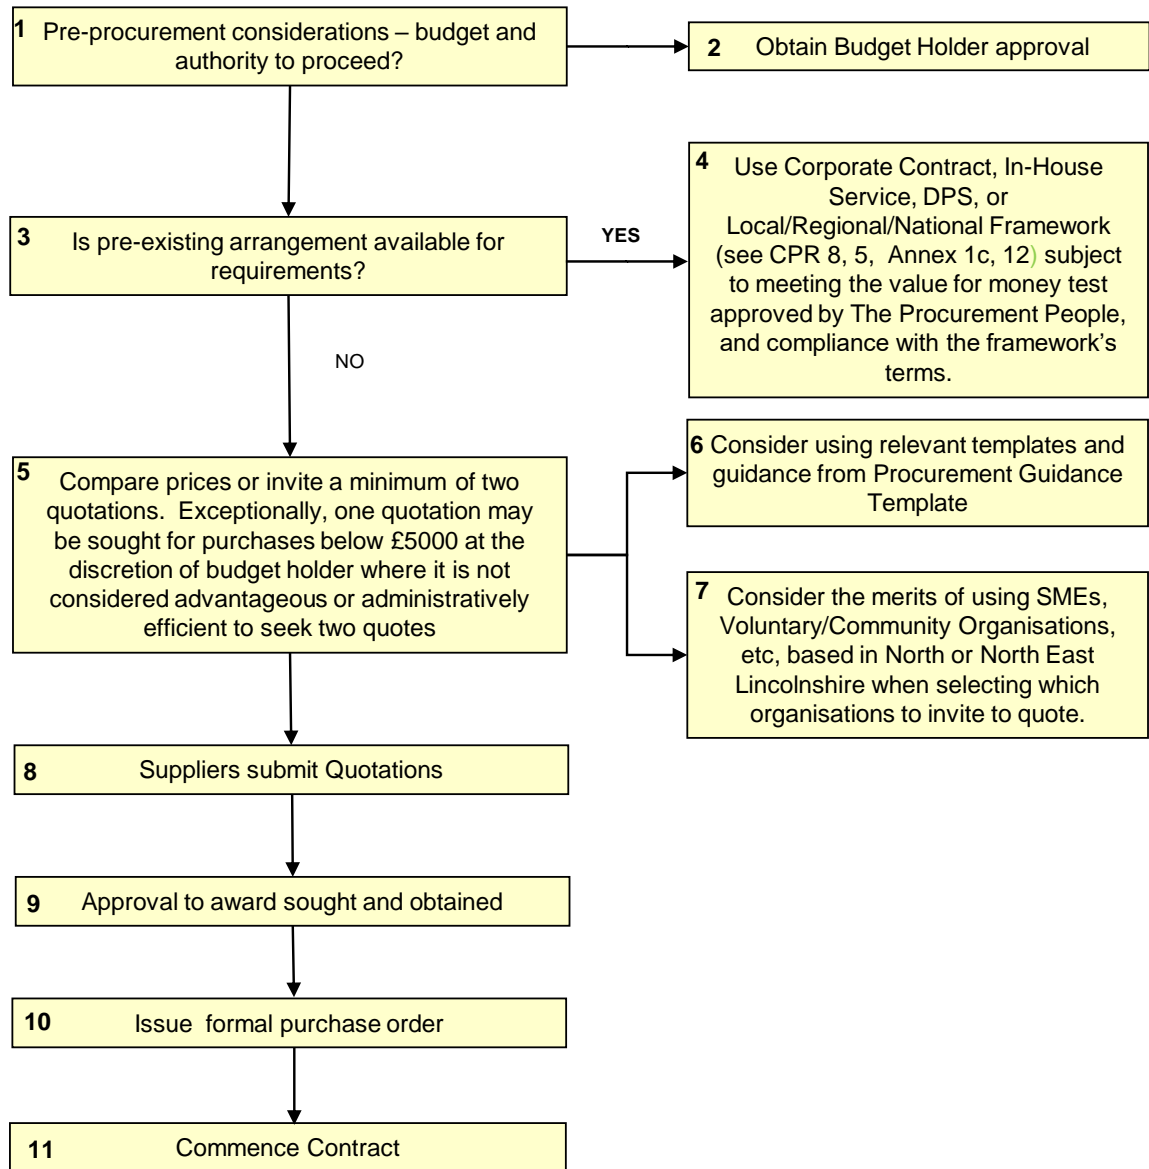 1 Pre-procurement considerations – budget and
authority to proceed?
2 Obtain Budget Holder approval
3 Is pre-existing arrangement available for
requirements?
YES
4 Use Corporate Contract, In-House
Service, DPS, or
Local/Regional/National Framework
(see CPR 8, 5, Annex 1c, 12) subject
to meeting the value for money test
approved by The Procurement People,
and compliance with the framework's
terms.
NO
5 Compare prices or invite a minimum of two
quotations. Exceptionally, one quotation may
be sought for purchases below £5000 at the
discretion of budget holder where it is not
considered advantageous or administratively
efficient to seek two quotes
6 Consider using relevant templates and
guidance from Procurement Guidance
Template
7 Consider the merits of using SMEs,
Voluntary/Community Organisations,
etc, based in North or North East
Lincolnshire when selecting which
organisations to invite to quote.
8 Suppliers submit Quotations
9 Approval to award sought and obtained
10 Issue formal purchase order
11 Commence Contract